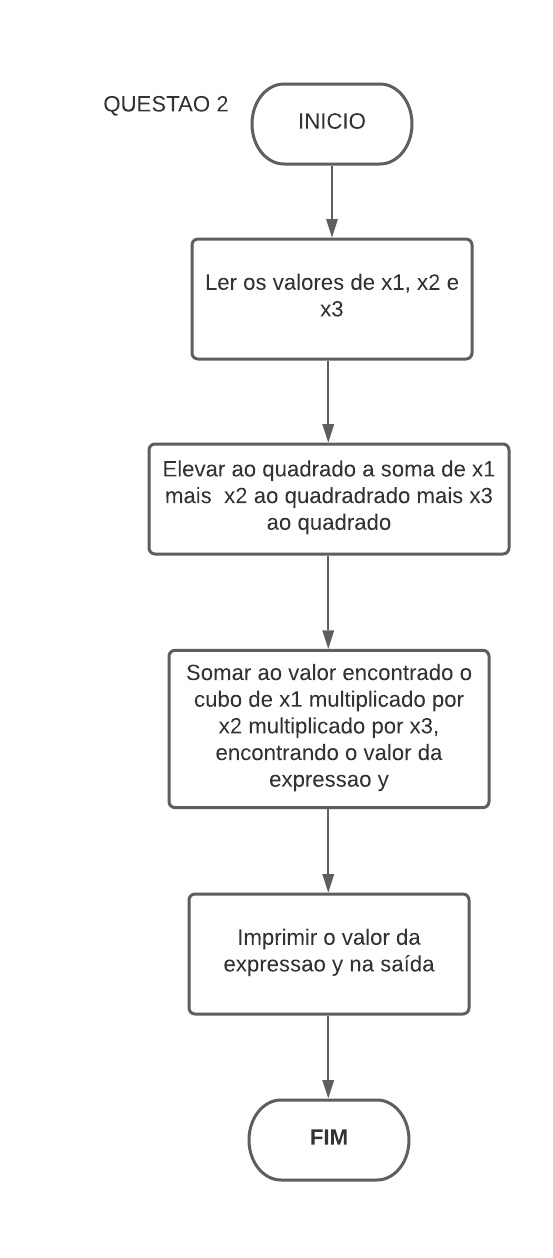 QUESTAO 2
INICIO
Ler os valores de x1, x2 e
x3
Elevar ao quadrado a soma de x1
mais x2 ao quadradrado mais x3
ao quadrado
Somar ao valor encontrado o
cubo de x1 multiplicado por
x2 multiplicado por x3,
encontrando o valor da
expressao y
Imprimir o valor da
expressao y na saída
FIM